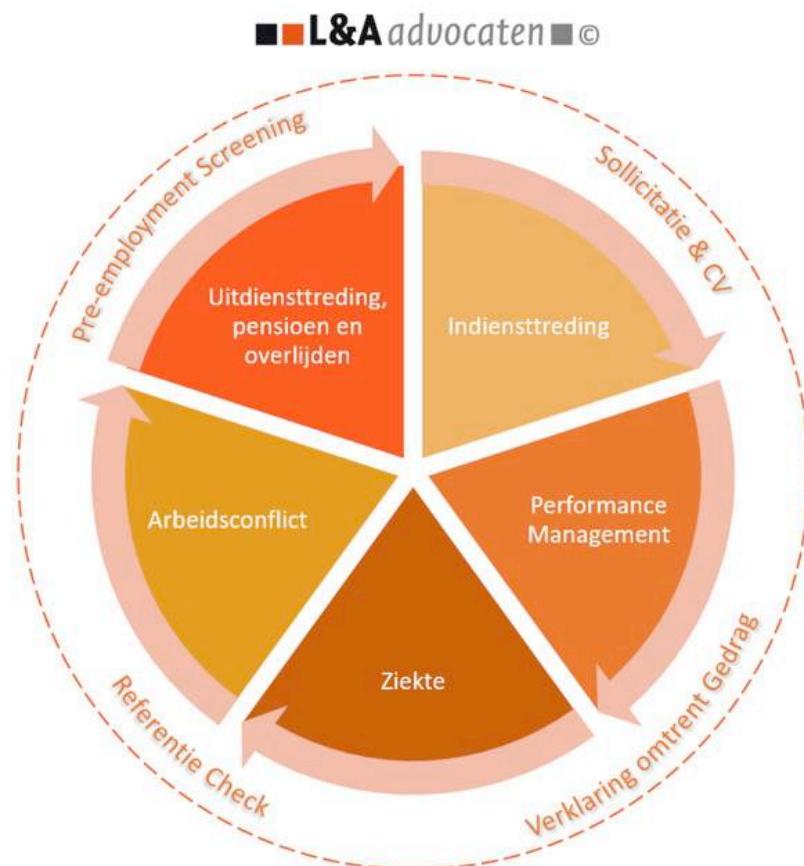 L&A advocaten ©
Pre-employment Screening
Sollicitatie & CV
Uitdiensttreding,
pensioen en
overlijden
Indiensttreding
Arbeidsconflict
Performance
Management
Ziekte
Referentie Check
Verklaring omtrent Gedrag